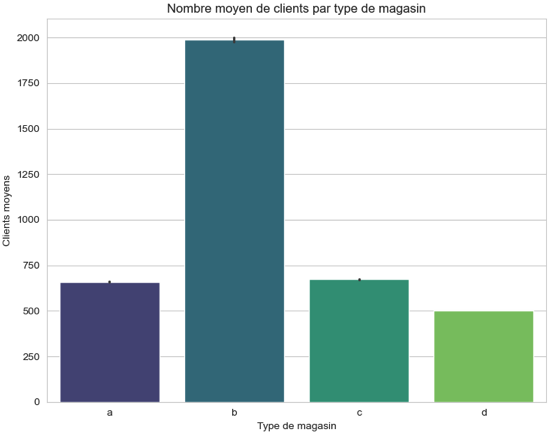 Nombre moyen de clients par type de magasin
2000
1750
1500
1250
1000
750
500
250
0
Clients moyens
a b c d
Type de magasin